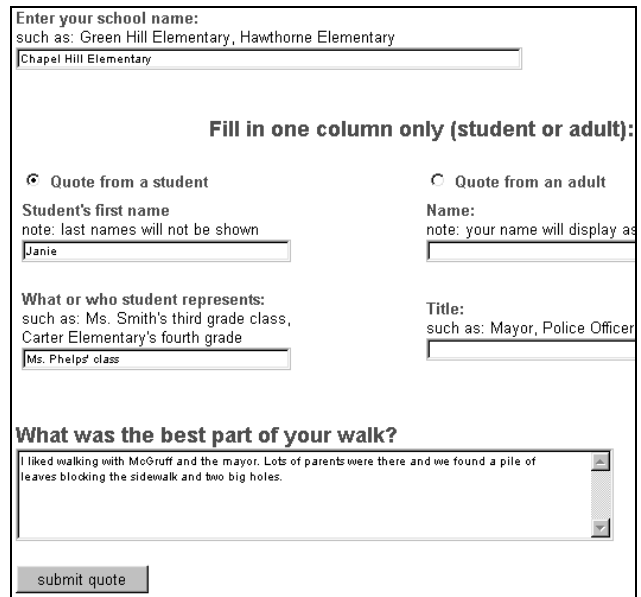 Enter your school name:
such as: Green Hill Elementary, Hawthorne Elementary
Chapel Hill Elementary
Fill in one column only (student or adult):
Quote from a student
Student's first name
note: last names will not be shown
Janie
What or who student represents:
such as: Ms. Smith's third grade class,
Carter Elementary's fourth grade
Ms. Phelps' class
Quote from an adult
Name:
note: your name will display as
Title:
such as: Mayor, Police Officer
What was the best part of your walk?
I liked walking with McGruff and the mayor. Lots of parents were there and we found a pile of
leaves blocking the sidewalk and two big holes.
submit quote